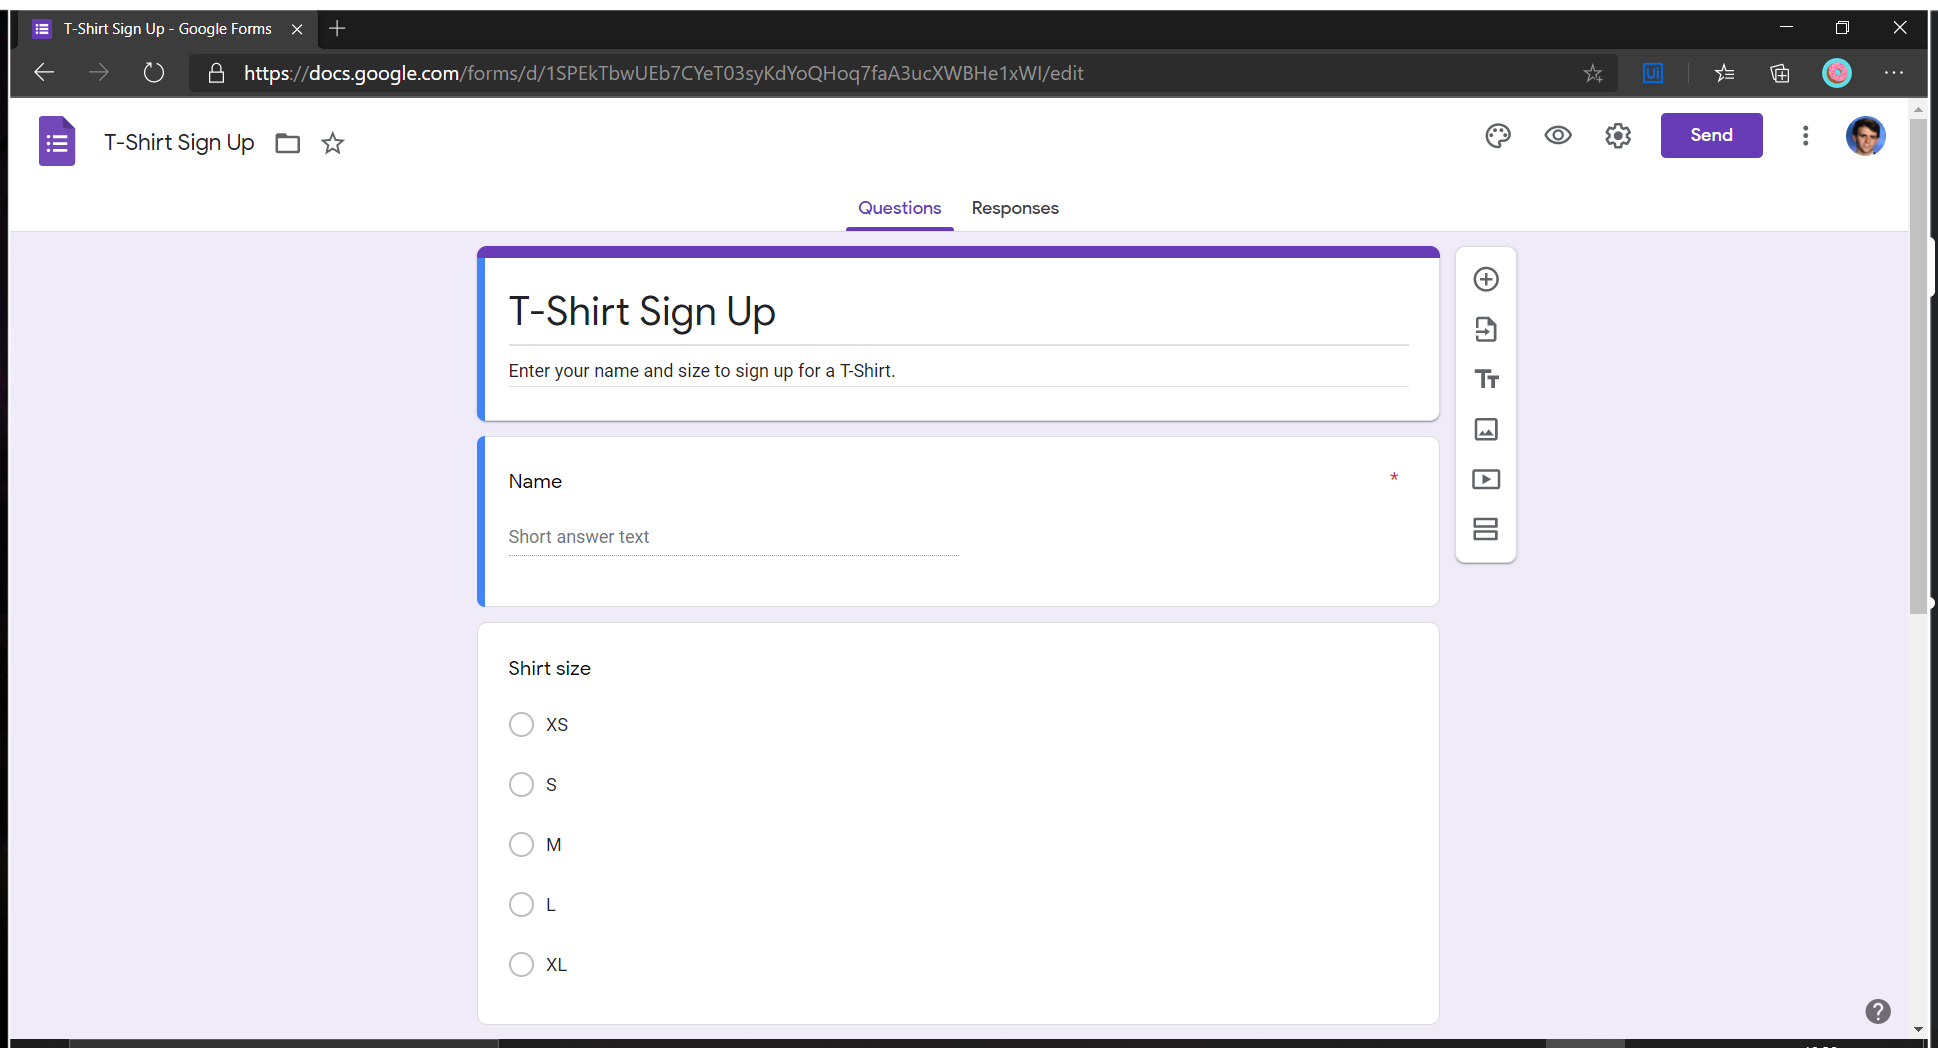 T-Shirt Sign Up - Google Forms
https://docs.google.com/forms/d/1SPEkTbwUEb7CYeT03syKdYoQHoq7faA3ucXWBHe1xWI/edit
Ui
T-Shirt Sign Up
Send
Questions Responses
T-Shirt Sign Up
Enter your name and size to sign up for a T-Shirt.
Name *
Short answer text
Shirt size
XS
S
M
L
XL